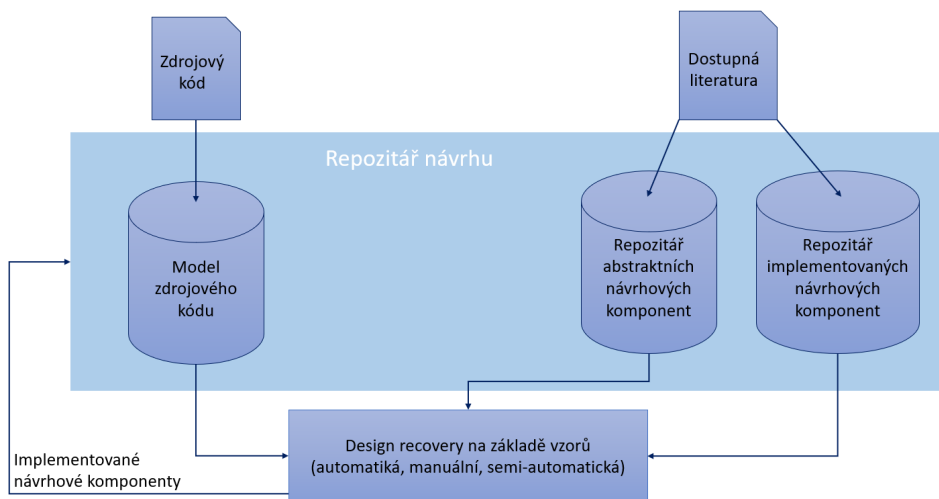 Zdrojový
kód
Dostupná
literatura
Repozitář návrhu
Model
zdrojového
kódu
Repozitář
abstraktních
návrhových
komponent
Repozitář
implementovaných
návrhových
komponent
Design recovery na základě vzorů
(automatiká, manuální, semi-automatická)
Implementované
návrhové komponenty